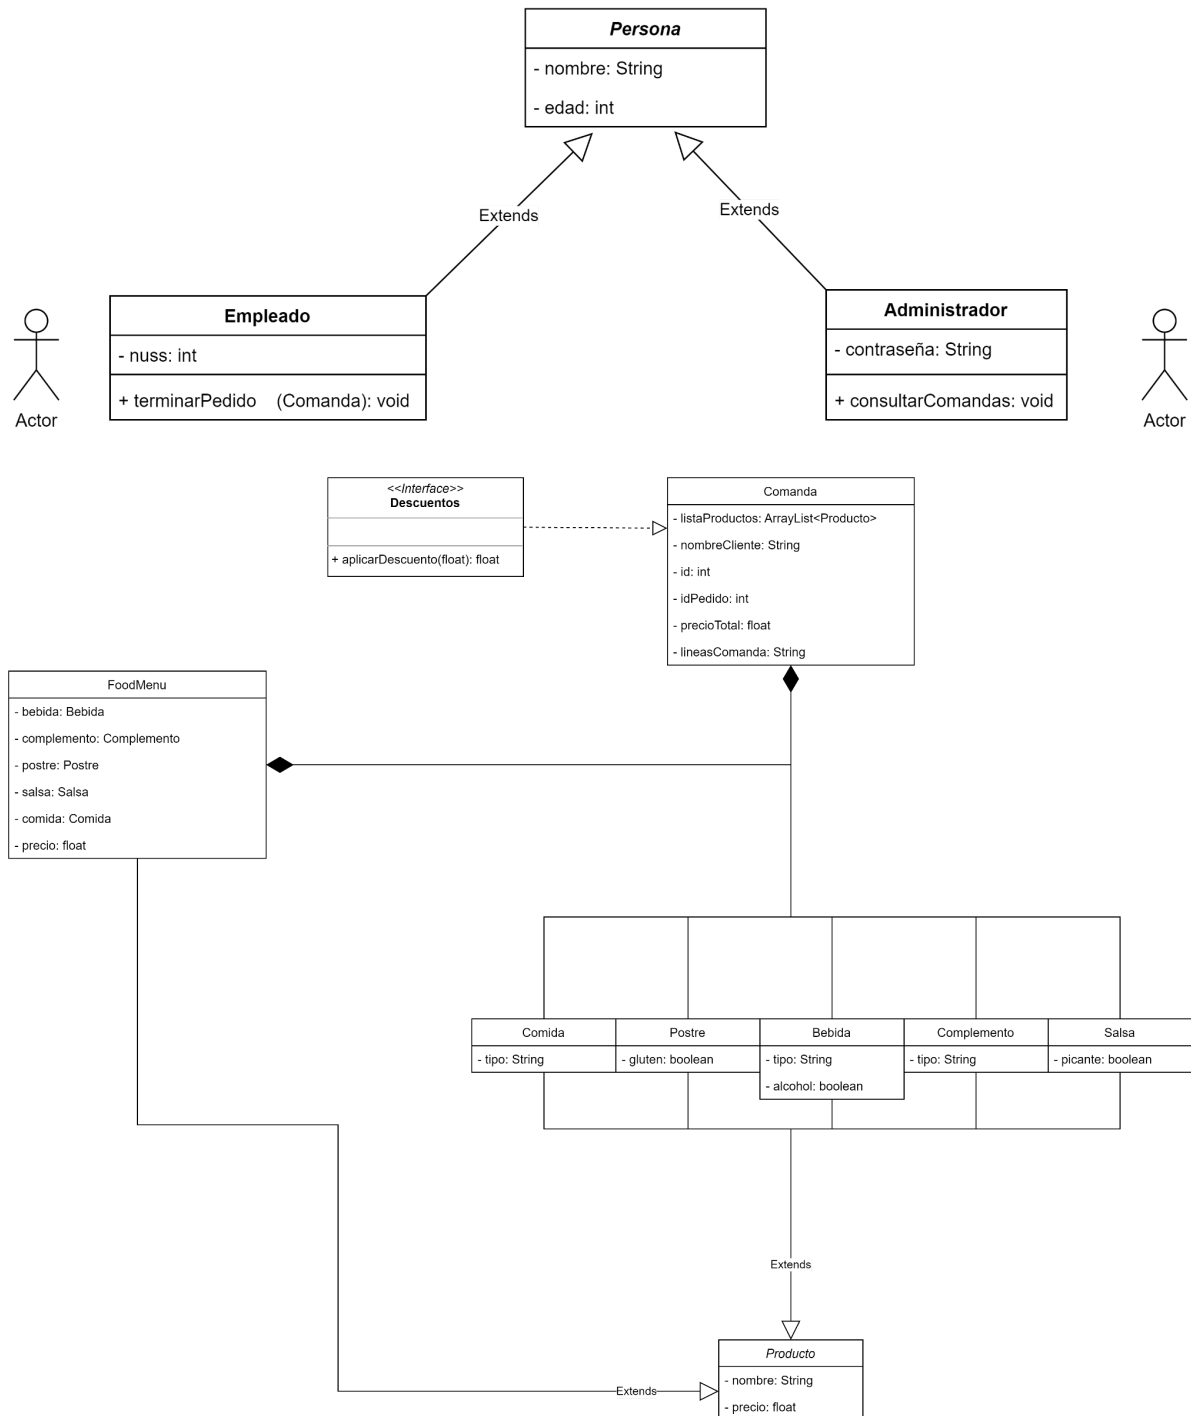 Persona
- nombre: String
- edad: int
Extends
Extends
Empleado
- nuss: int
+ terminarPedido (Comanda): void
Actor
Administrador
- contraseña: String
+ consultarComandas: void
Actor
<<Interface>>
Descuentos
+ aplicarDescuento(float): float
Comanda
- listaProductos: ArrayList<Producto>
- nombreCliente: String
- id: int
- idPedido: int
- precioTotal: float
- lineasComanda: String
FoodMenu
- bebida: Bebida
- complemento: Complemento
- postre: Postre
- salsa: Salsa
- comida: Comida
- precio: float
Comida
- tipo: String
Postre
- gluten: boolean
Bebida
- tipo: String
- alcohol: boolean
Complemento
- tipo: String
Salsa
- picante: boolean
Extends
Extends
Producto
- nombre: String
- precio: float